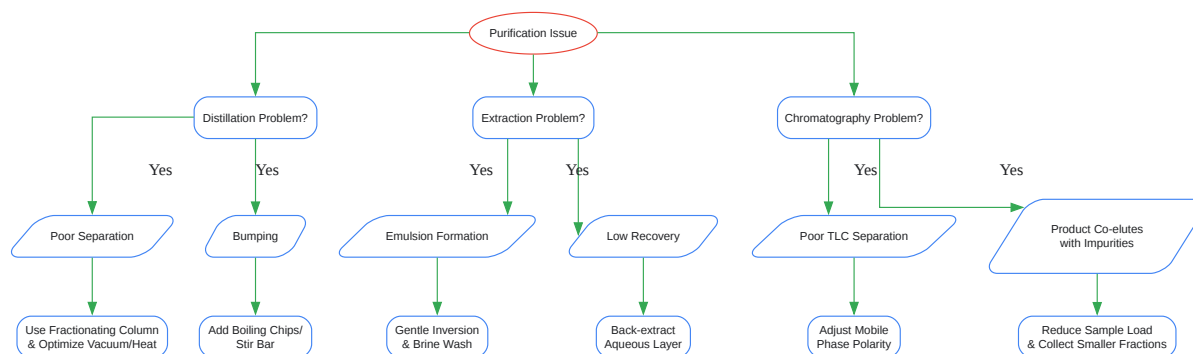 Purification Issue
Distillation Problem?
Extraction Problem?
Chromatography Problem?
Yes
Yes
Yes
Yes
Yes
Yes
Poor Separation
Bumping
Emulsion Formation
Low Recovery
Poor TLC Separation
Product Co-elutes
with Impurities
Use Fractionating Column
& Optimize Vacuum/Heat
Add Boiling Chips/
Stir Bar
Gentle Inversion
& Brine Wash
Back-extract
Aqueous Layer
Adjust Mobile
Phase Polarity
Reduce Sample Load
& Collect Smaller Fractions